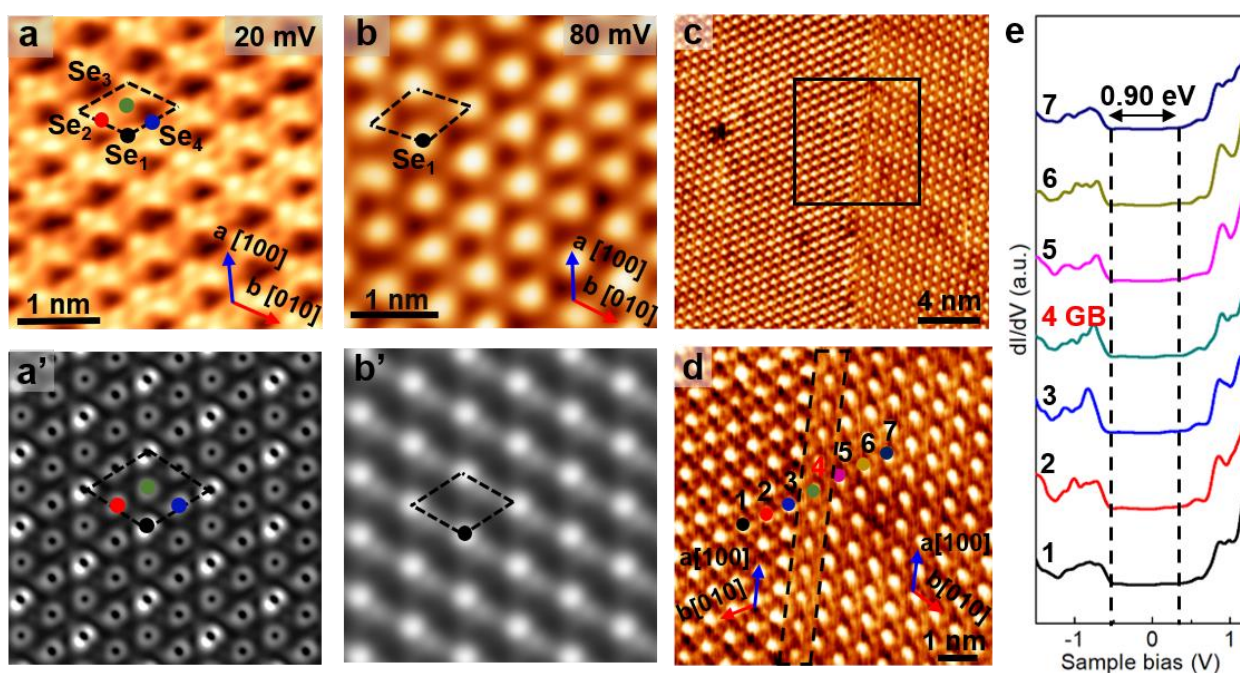 a
20 mV
Se3
Se2
Se4
Se1
a [100]
b [010]
1 nm
b
80 mV
Se1
a [100]
b [010]
1 nm
c
4 nm
a'
b'
d
1
2
3
4
5
6
7
a[100]
b[010]
a[100]
b[010]
1 nm
e
0.90 eV
7
6
5
4 GB
3
2
1
dI/dV (a.u.)
-1
0
1
Sample bias (V)